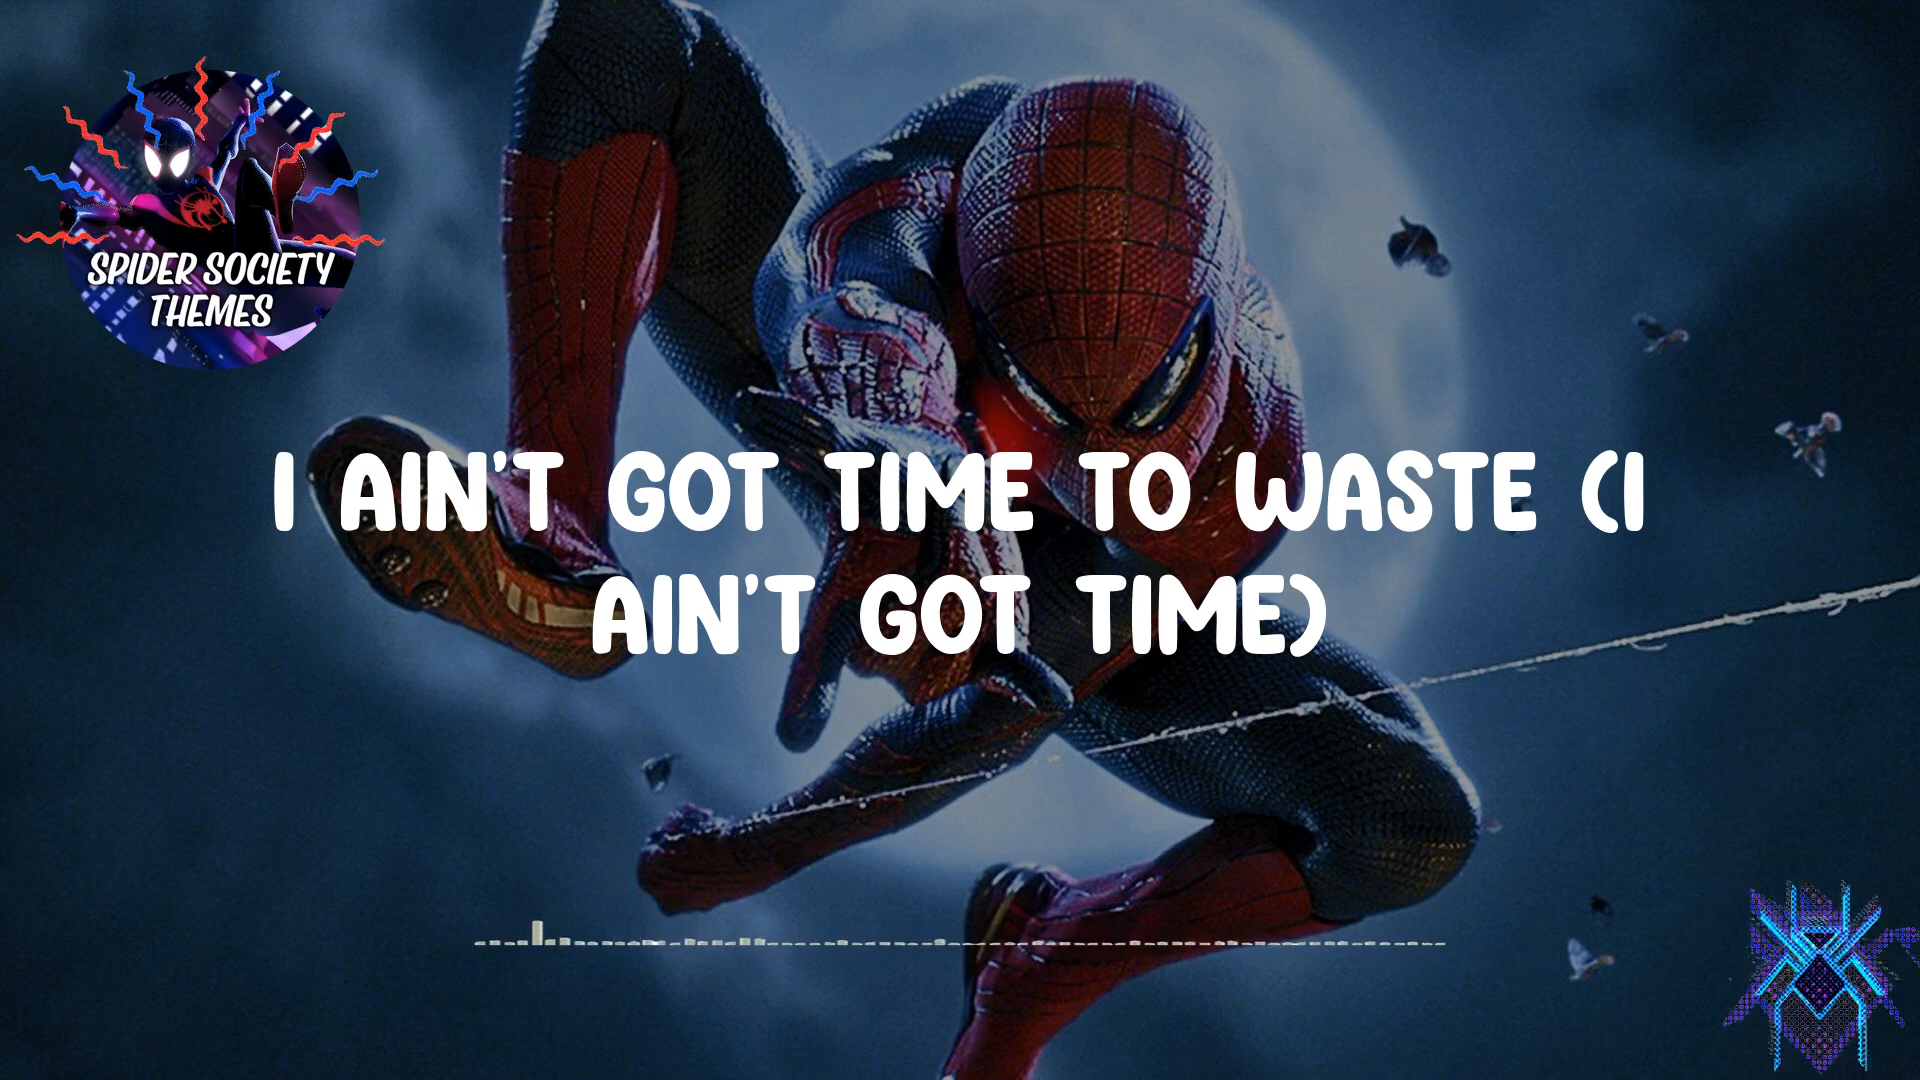 SPIDER SOCIETY
THEMES
I AIN'T GOT TIME TO WASTE (I
AIN'T GOT TIME)